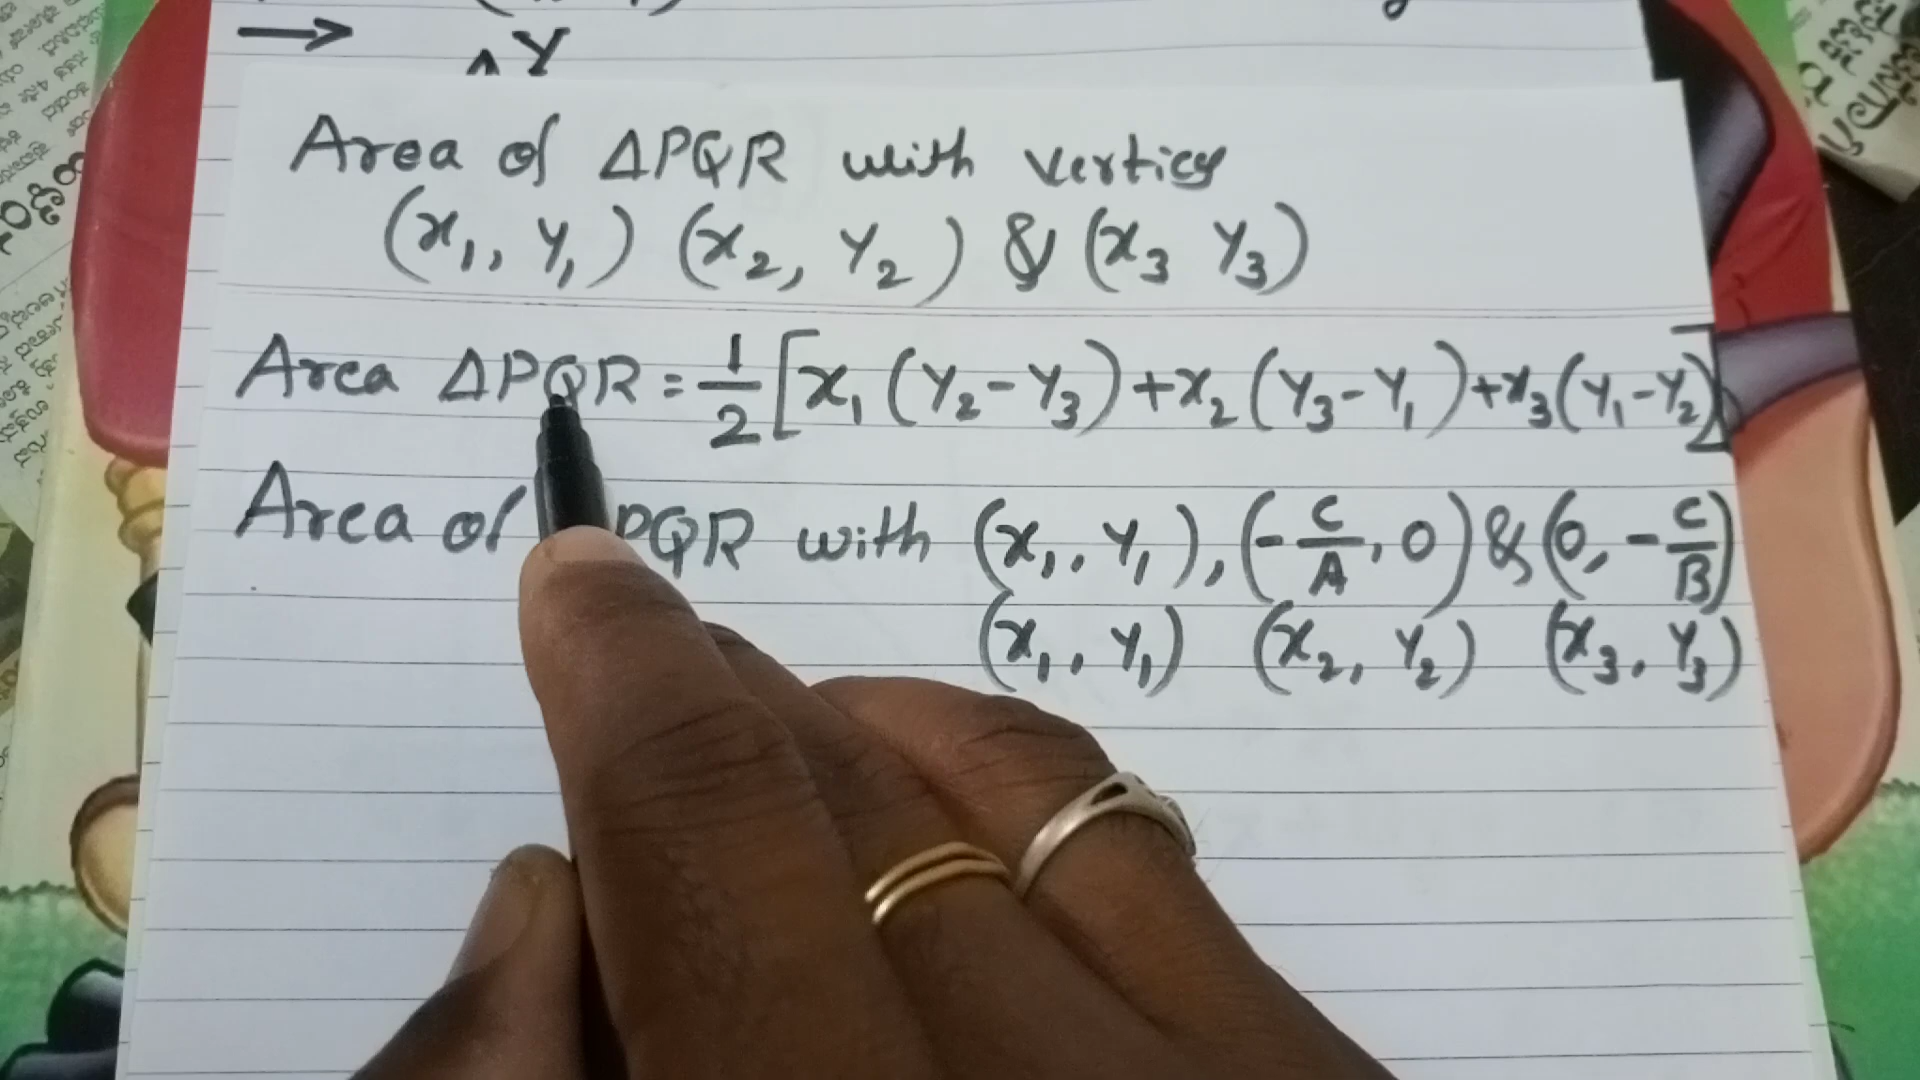 Y
Area of ΔPQR with vertices
(x₁, y₁) (x₂, y₂) & (x₃ y₃)
Area ΔPQR = 1/2 [x₁ (y₂-y₃) + x₂ (y₃-y₁) + x₃ (y₁-y₂]
Area of PQR with (x₁, y₁), (-C/A, 0) & (0, -C/B)
(x₁, y₁) (x₂, y₂) (x₃, y₃)